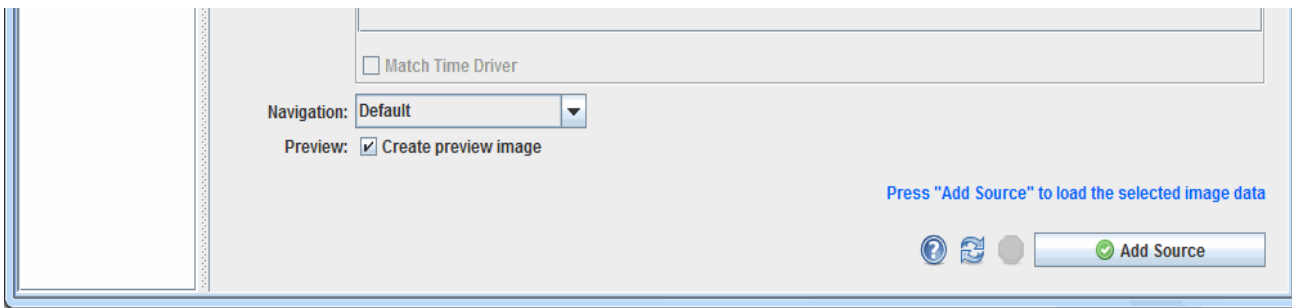 Match Time Driver
Navigation: Default
Preview: Create preview image
Press "Add Source" to load the selected image data
Add Source